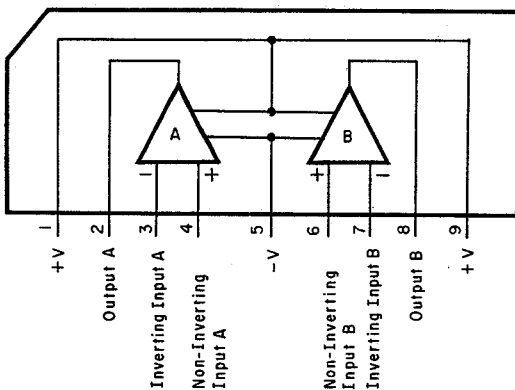 A
B
−
+
+
−
1
2
3
4
5
6
7
8
9
+V
Output A
Inverting Input A
Non-Inverting
Input A
−V
Non-Inverting
Input B
Inverting Input B
Output B
+V